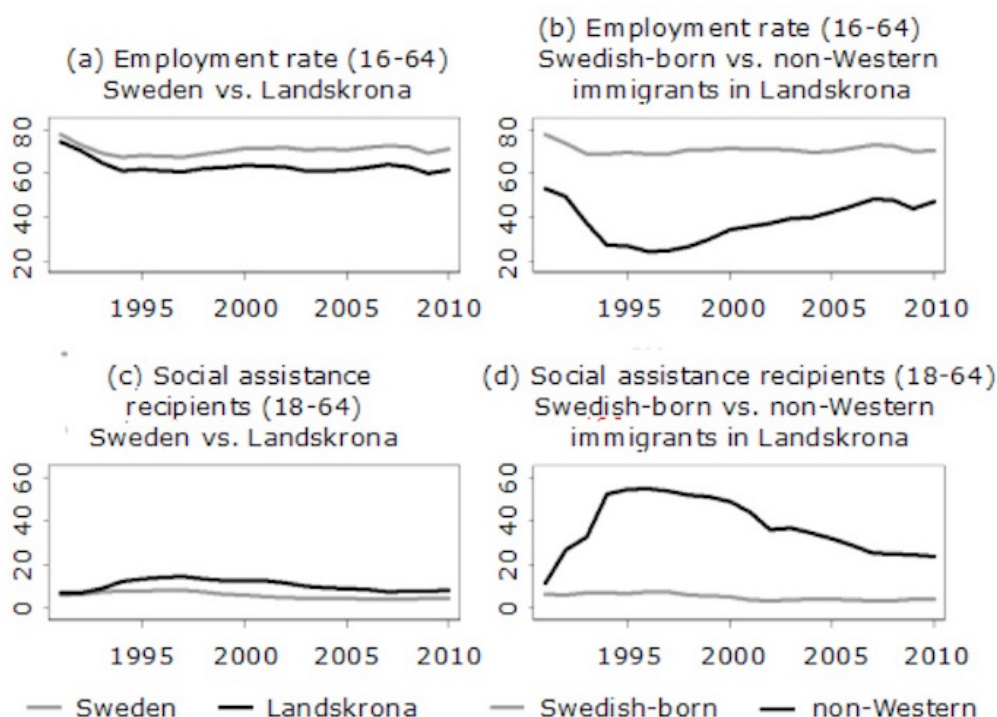 (a) Employment rate (16-64)
Sweden vs. Landskrona
80
60
40
20
1995 2000 2005 2010
(b) Employment rate (16-64)
Swedish-born vs. non-Western
immigrants in Landskrona
80
60
40
20
1995 2000 2005 2010
(c) Social assistance
recipients (18-64)
Sweden vs. Landskrona
60
40
20
0
1995 2000 2005 2010
(d) Social assistance recipients (18-64)
Swedish-born vs. non-Western
immigrants in Landskrona
60
40
20
0
1995 2000 2005 2010
Sweden Landskrona Swedish-born non-Western